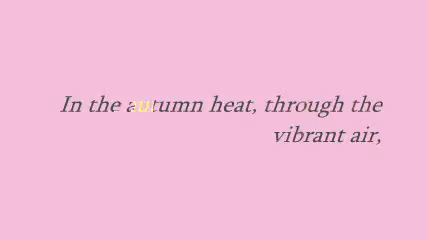 In the autumn heat, through the
vibrant air,